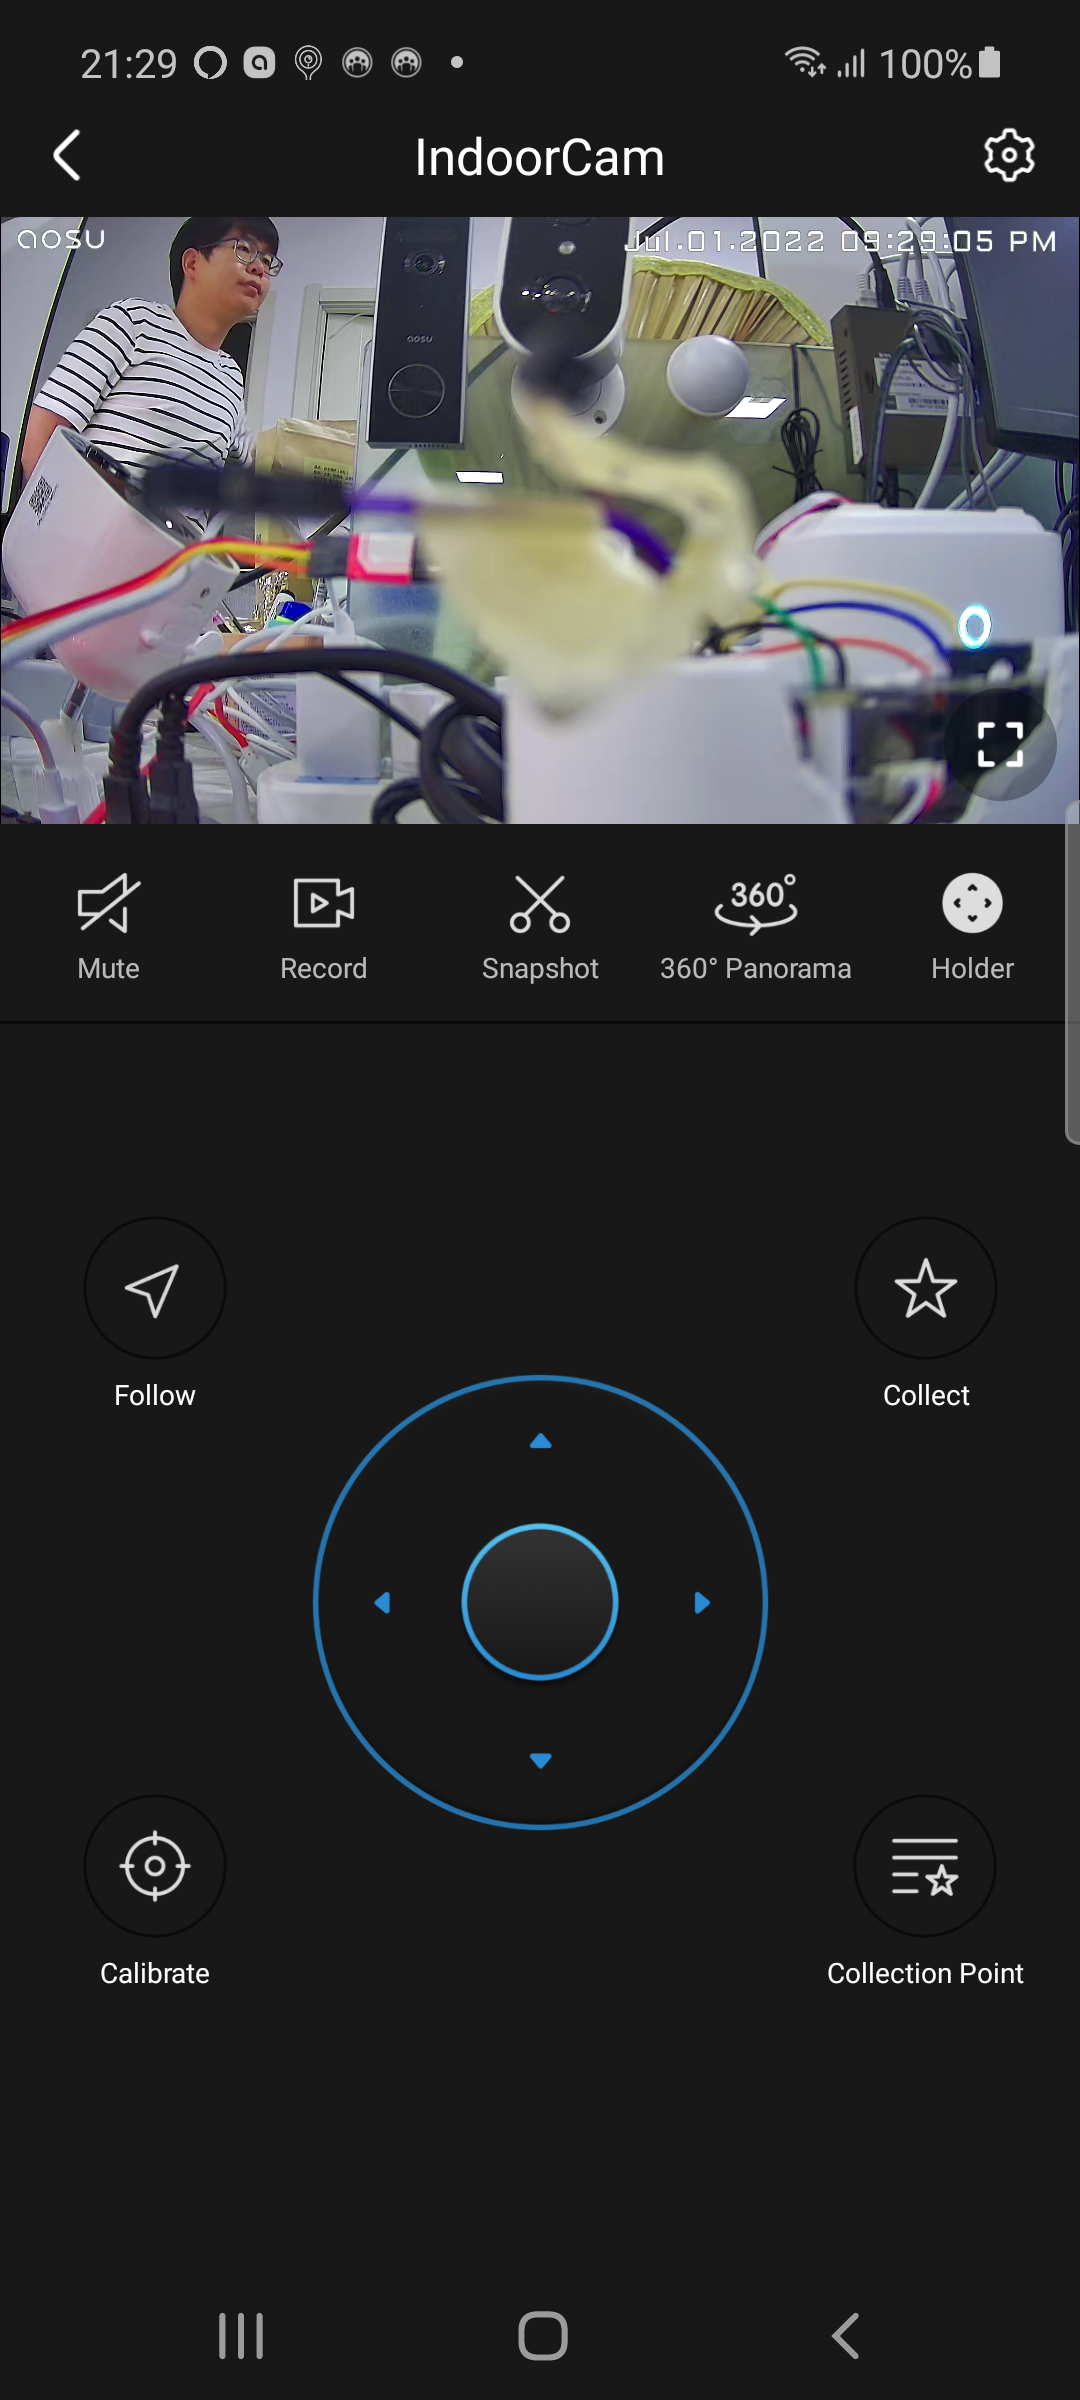 21:29
100%
IndoorCam
aosu
Jul.01.2022 09:29:05 PM
aosu
Mute
Record
Snapshot
360°
360° Panorama
Holder
Follow
Collect
Calibrate
Collection Point